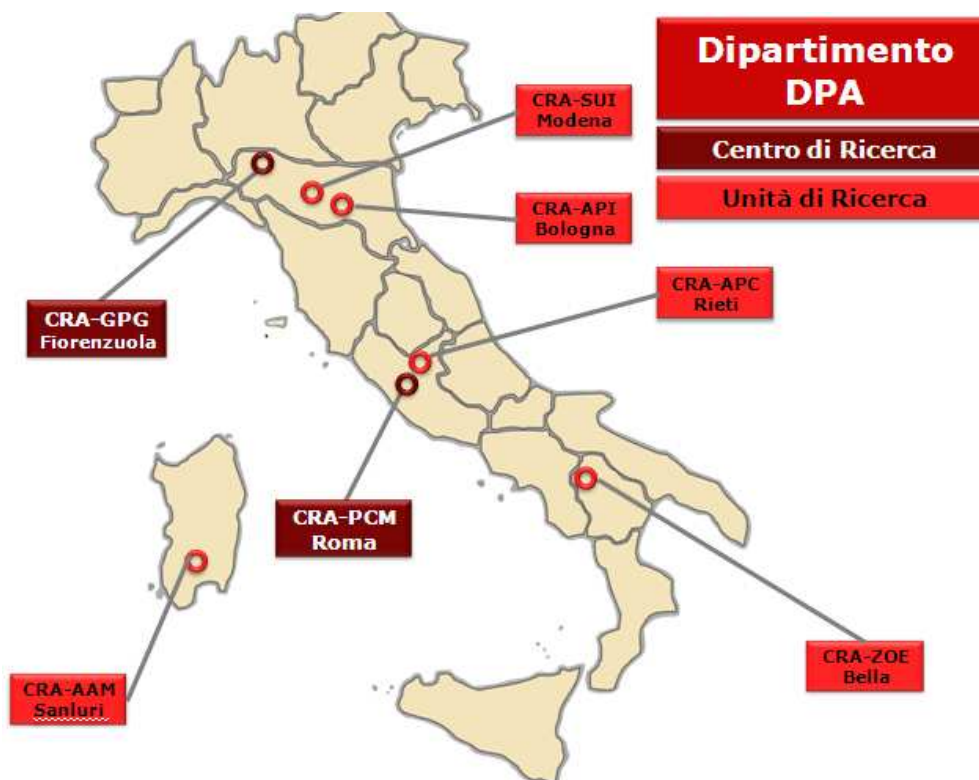 Dipartimento
DPA
Centro di Ricerca
Unità di Ricerca
CRA-SUI
Modena
CRA-API
Bologna
CRA-APC
Rieti
CRA-GPG
Fiorenzuola
CRA-PCM
Roma
CRA-ZOE
Bella
CRA-AAM
Sanluri